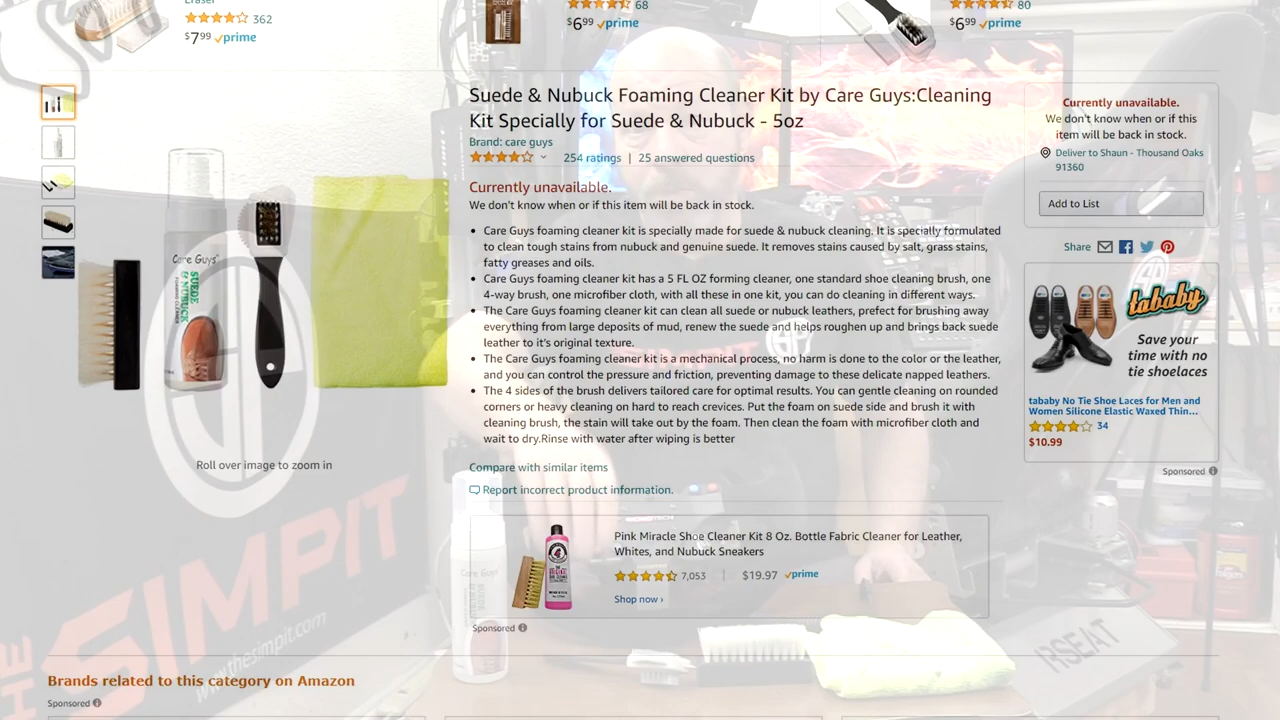 Eraser
362
$7.99 prime
68
$6.99 prime
80
$6.99 prime
Suede & Nubuck Foaming Cleaner Kit by Care Guys:Cleaning
Kit Specially for Suede & Nubuck - 5oz
Brand: care guys
254 ratings | 25 answered questions
Currently unavailable.
We don't know when or if this item will be back in stock.
• Care Guys foaming cleaner kit is specially made for suede & nubuck cleaning. It is specially formulated
to clean tough stains from nubuck and genuine suede. It removes stains caused by salt, grass stains,
fatty greases and oils.
• Care Guys foaming cleaner kit has a 5 FL OZ forming cleaner, one standard shoe cleaning brush, one
4-way brush, one microfiber cloth, with all these in one kit, you can do cleaning in different ways.
• The Care Guys foaming cleaner kit can clean all suede or nubuck leathers, prefect for brushing away
everything from large deposits of mud, renew the suede and helps roughen up and brings back suede
leather to it's original texture.
• The Care Guys foaming cleaner kit is a mechanical process, no harm is done to the color or the leather,
and you can control the pressure and friction, preventing damage to these delicate napped leathers.
• The 4 sides of the brush delivers tailored care for optimal results. You can gentle cleaning on rounded
corners or heavy cleaning on hard to reach crevices. Put the foam on suede side and brush it with
cleaning brush, the stain will take out by the foam. Then clean the foam with microfiber cloth and
wait to dry.Rinse with water after wiping is better
Compare with similar items
Report incorrect product information.
Pink Miracle Shoe Cleaner Kit 8 Oz. Bottle Fabric Cleaner for Leather,
Whites, and Nubuck Sneakers
7,053 | $19.97 prime
Shop now ›
Sponsored
Currently unavailable.
We don't know when or if this
item will be back in stock.
Deliver to Shaun - Thousand Oaks
91360
Add to List
Share
tababy
Save your
time with no
tie shoelaces
tababy No Tie Shoe Laces for Men and
Women Silicone Elastic Waxed Thin...
34
$10.99
Sponsored
Care Guys
SUEDE
& NUBUCK
FOAMING CLEANER
Roll over image to zoom in
THE
SIMPIT
www.thesimpit.com
Care Guys
RSEAT
Brands related to this category on Amazon
Sponsored